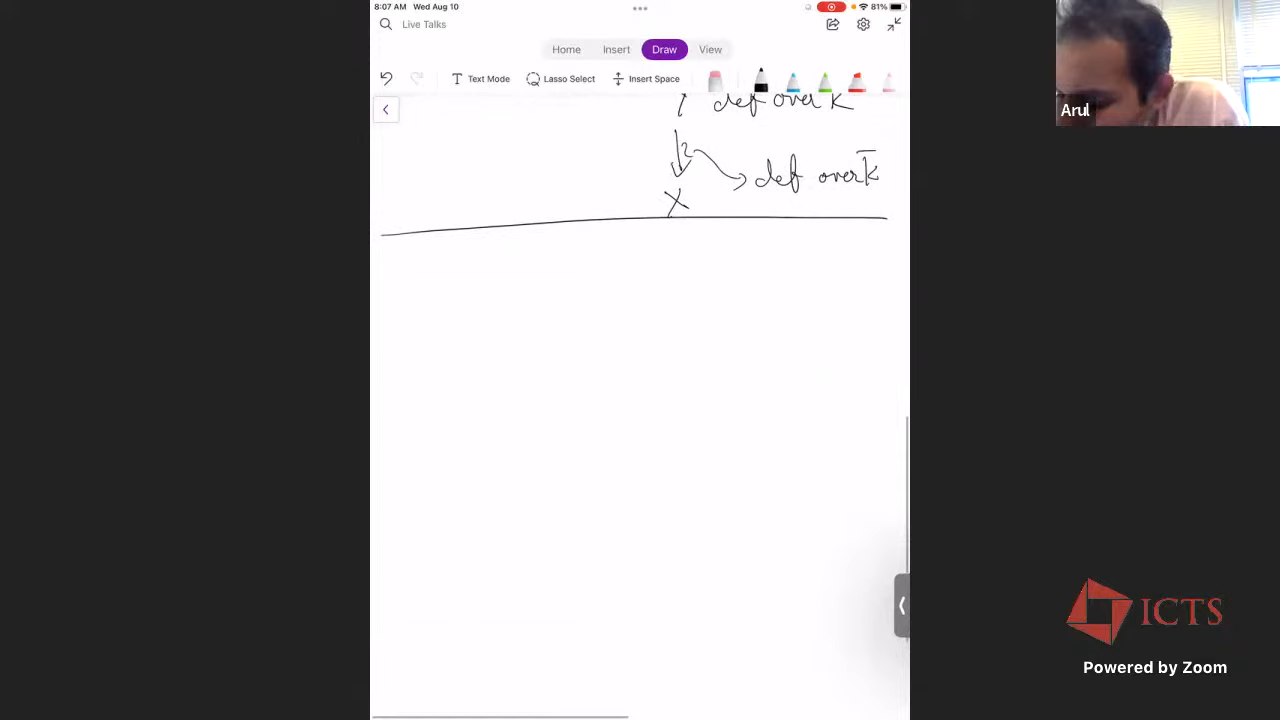 8:07 AM Wed Aug 10
81%
Live Talks
Home Insert Draw View
Text Mode Lasso Select Insert Space
Y def over k
def over k̄
X
Arul
ICTS
Powered by Zoom